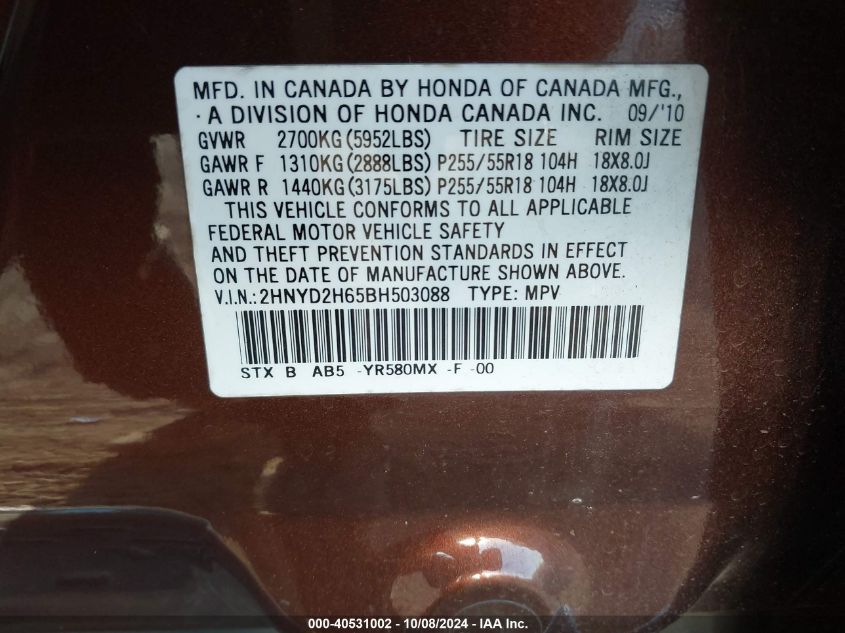 MFD. IN CANADA BY HONDA OF CANADA MFG.,
·A DIVISION OF HONDA CANADA INC. 09/'10
GVWR 2700KG(5952LBS) TIRE SIZE RIM SIZE
GAWR F 1310KG(2888LBS) P255/55R18 104H 18X8.0J
GAWR R 1440KG(3175LBS) P255/55R18 104H 18X8.0J
THIS VEHICLE CONFORMS TO ALL APPLICABLE
FEDERAL MOTOR VEHICLE SAFETY
AND THEFT PREVENTION STANDARDS IN EFFECT
ON THE DATE OF MANUFACTURE SHOWN ABOVE.
V.I.N.:2HNYD2H65BH503088 TYPE: MPV
STX B AB5 -YR580MX -F -00
000-40531002 - 10/08/2024 - IAA Inc.